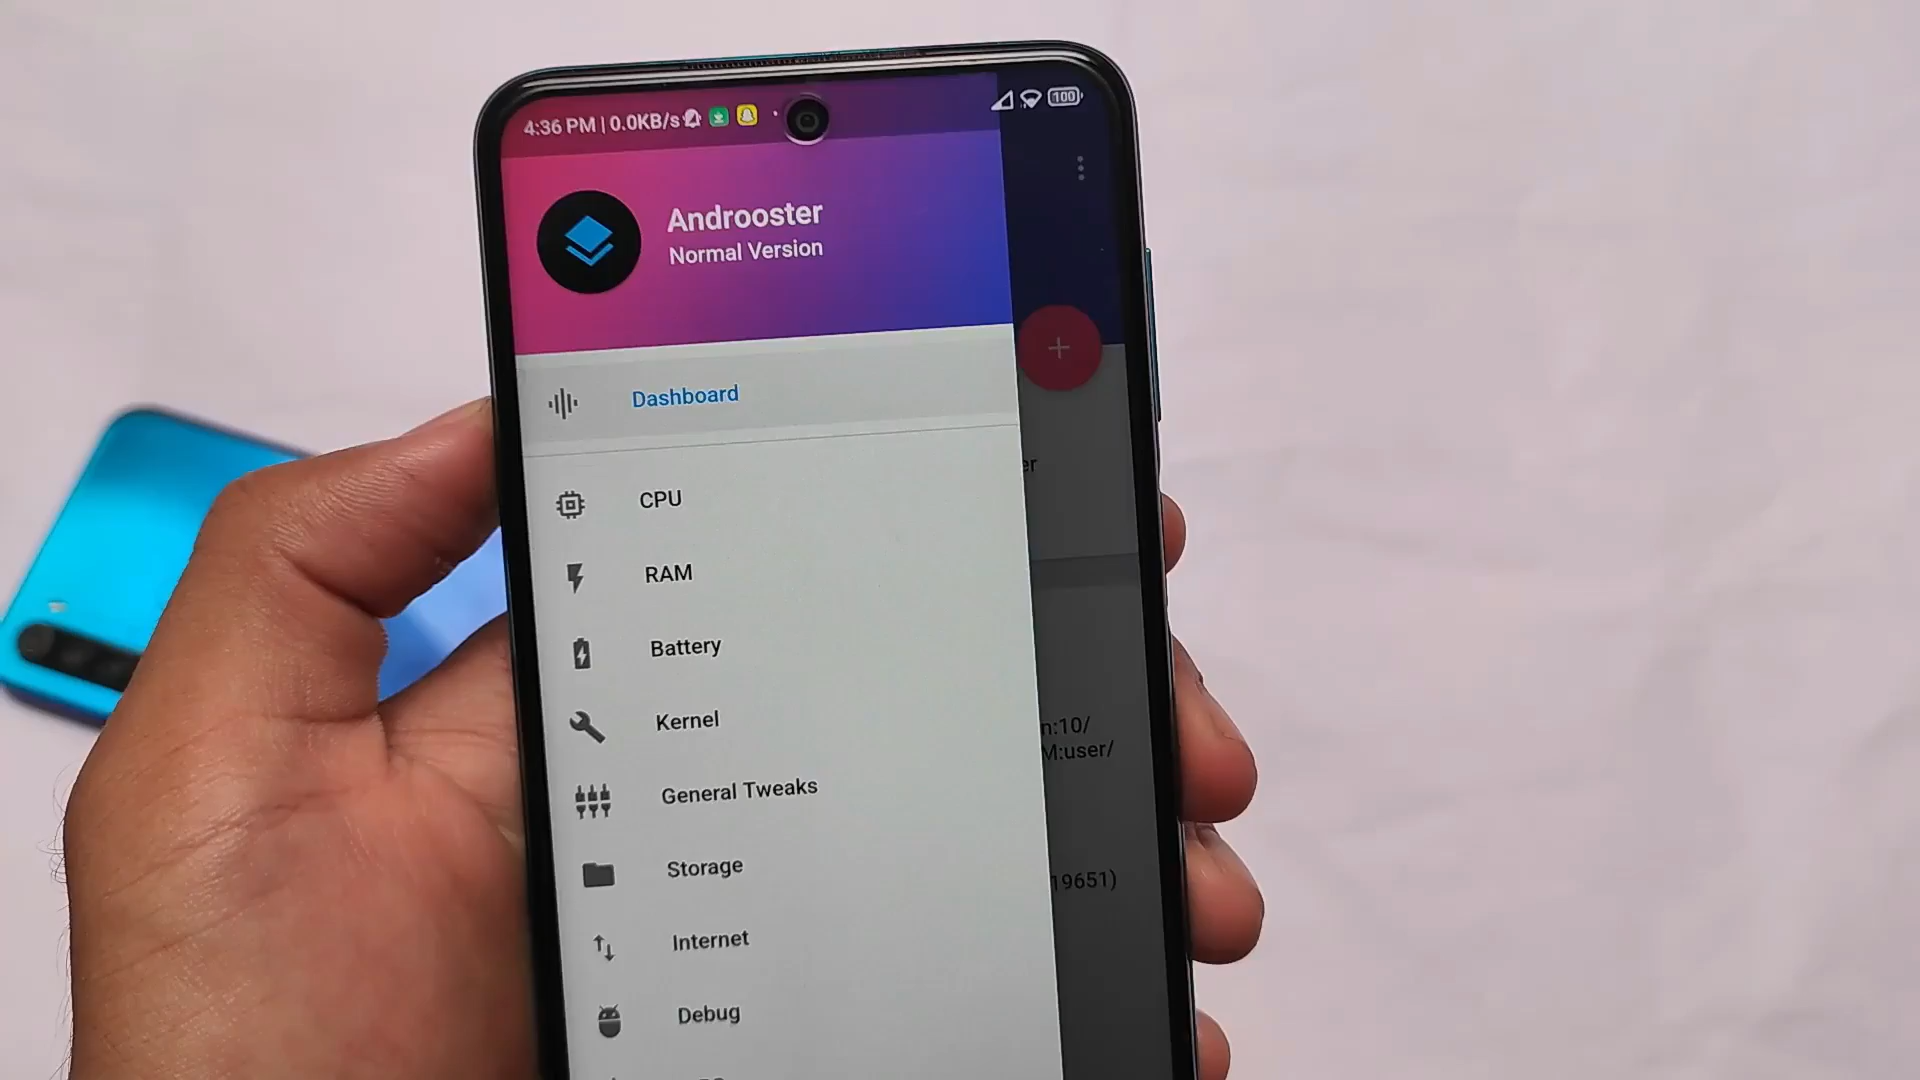 4:36 PM | 0.0KB/s
100
Androoster
Normal Version
Dashboard
CPU
RAM
Battery
Kernel
General Tweaks
Storage
Internet
Debug
er
n:10/
M:user/
19651)